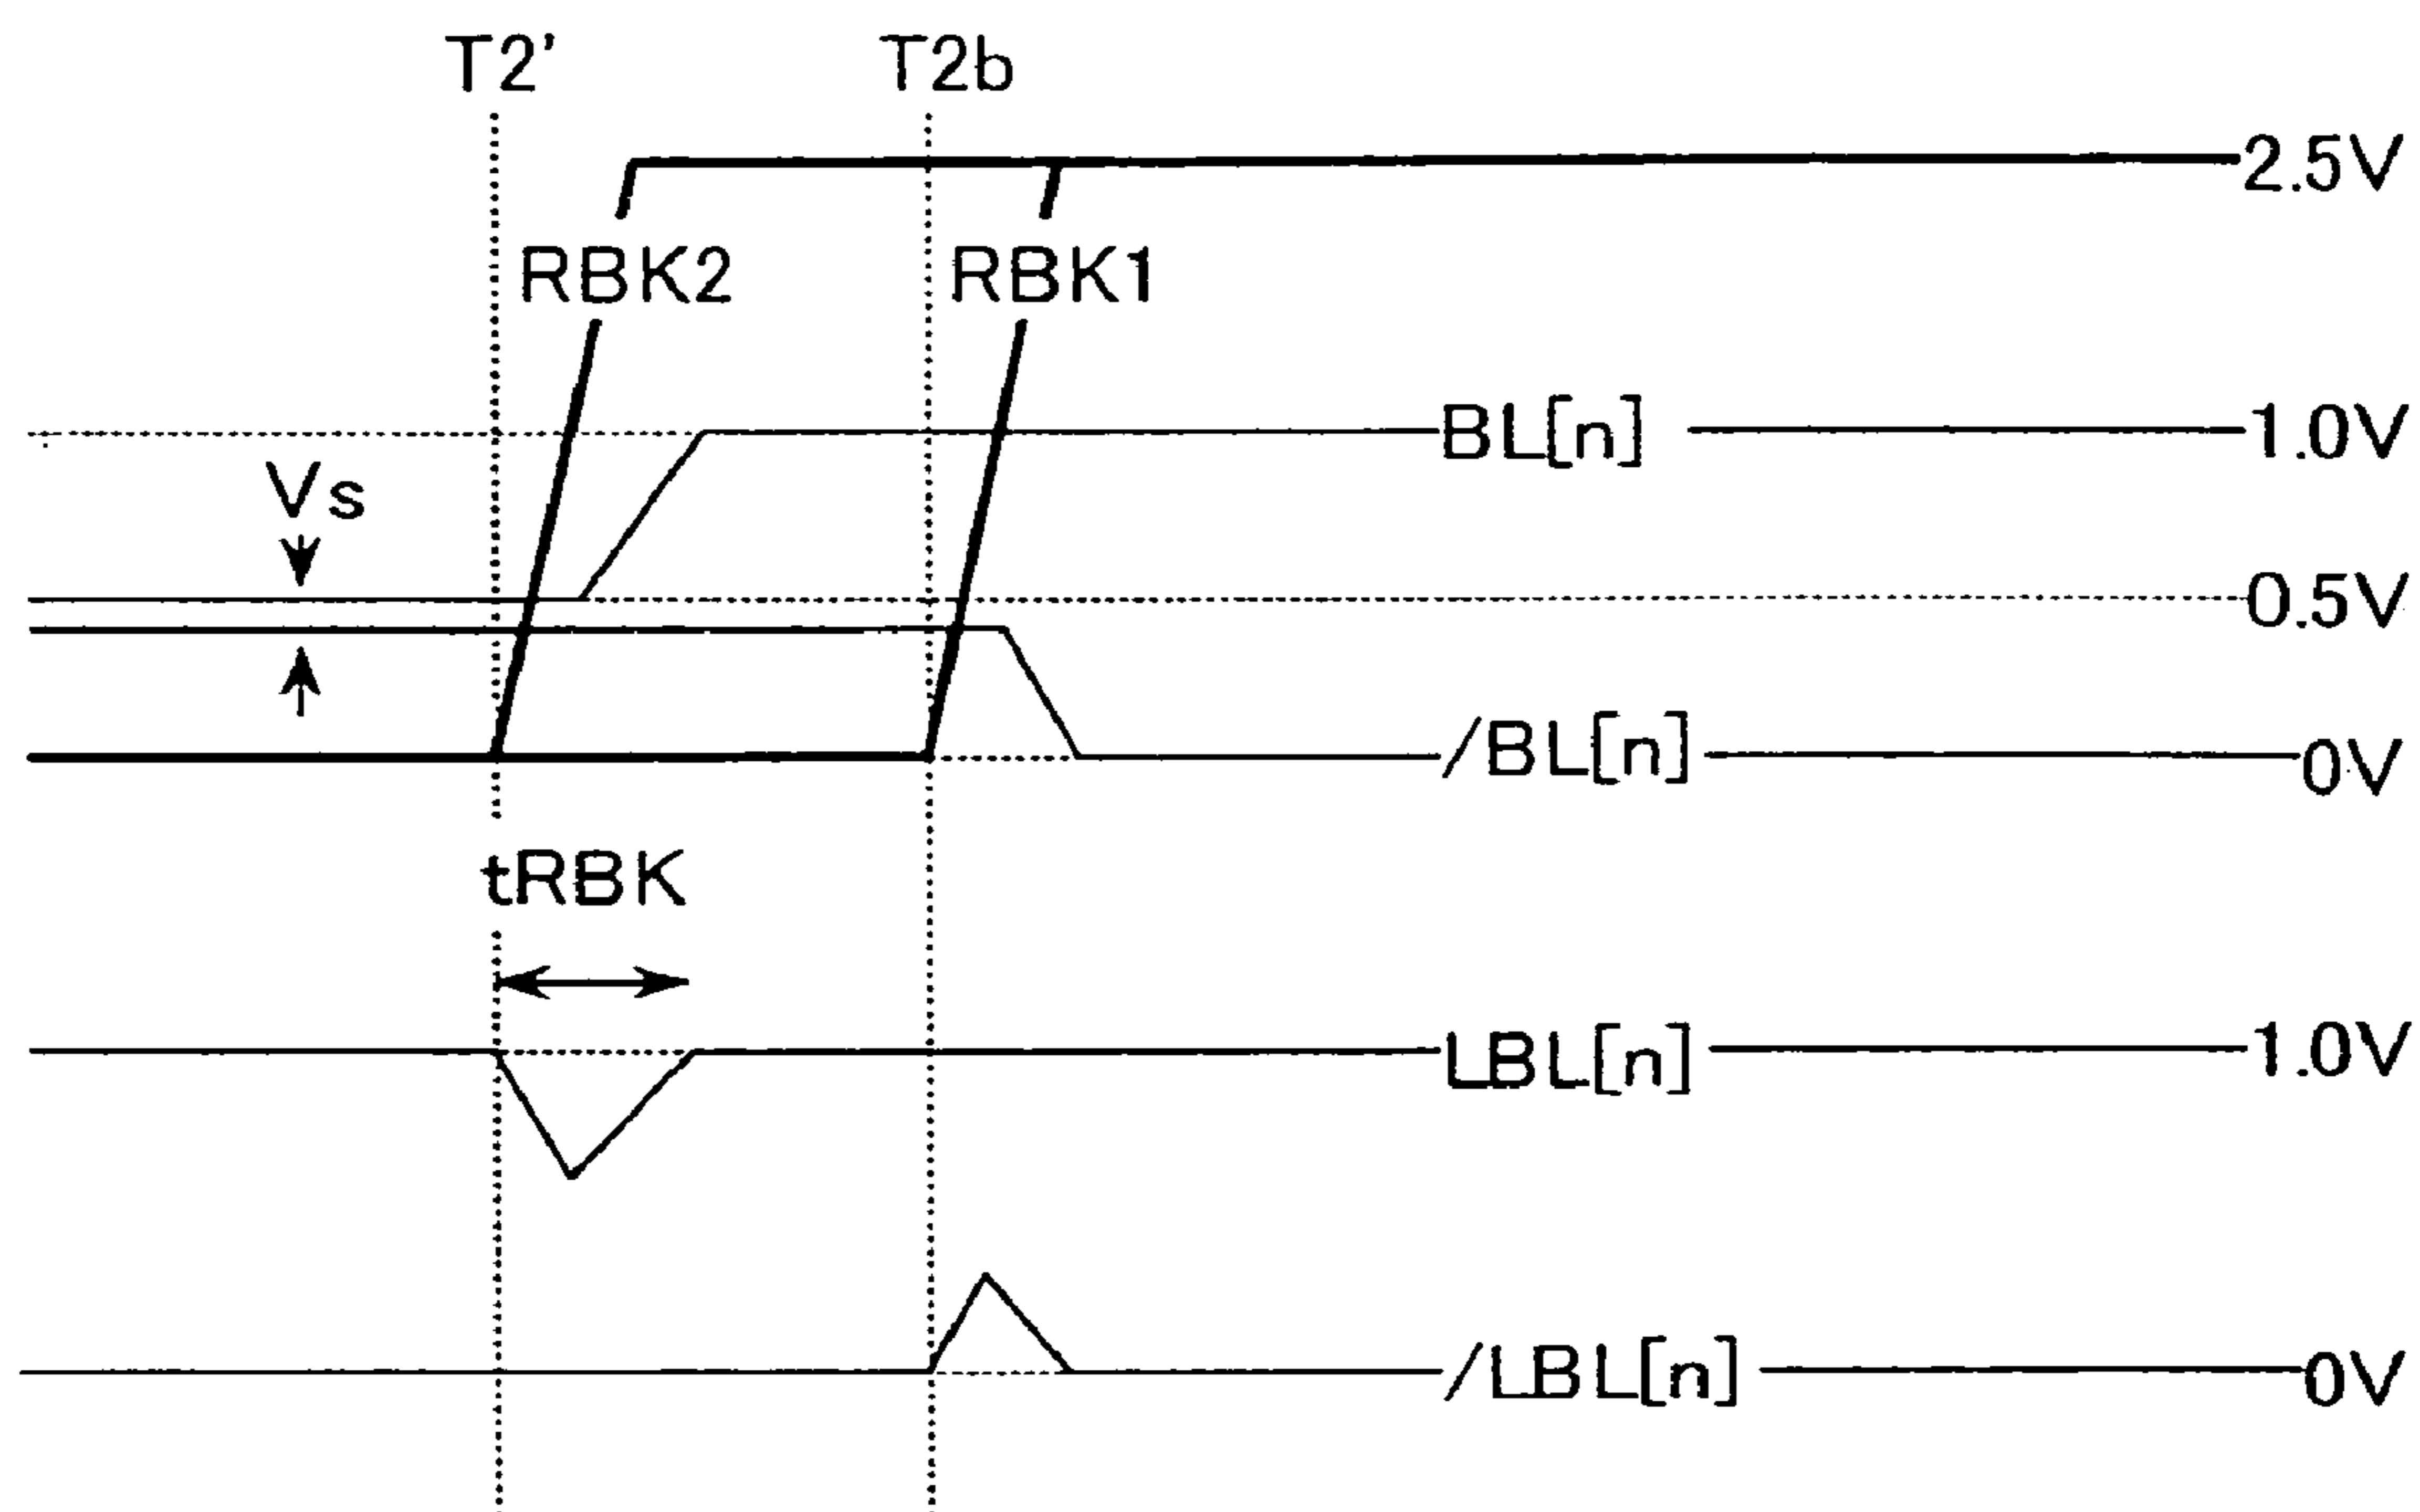 T2' T2b
2.5V
RBK2 RBK1
BL[n] 1.0V
Vs
0.5V
/BL[n] 0V
tRBK
LBL[n] 1.0V
/LBL[n] 0V